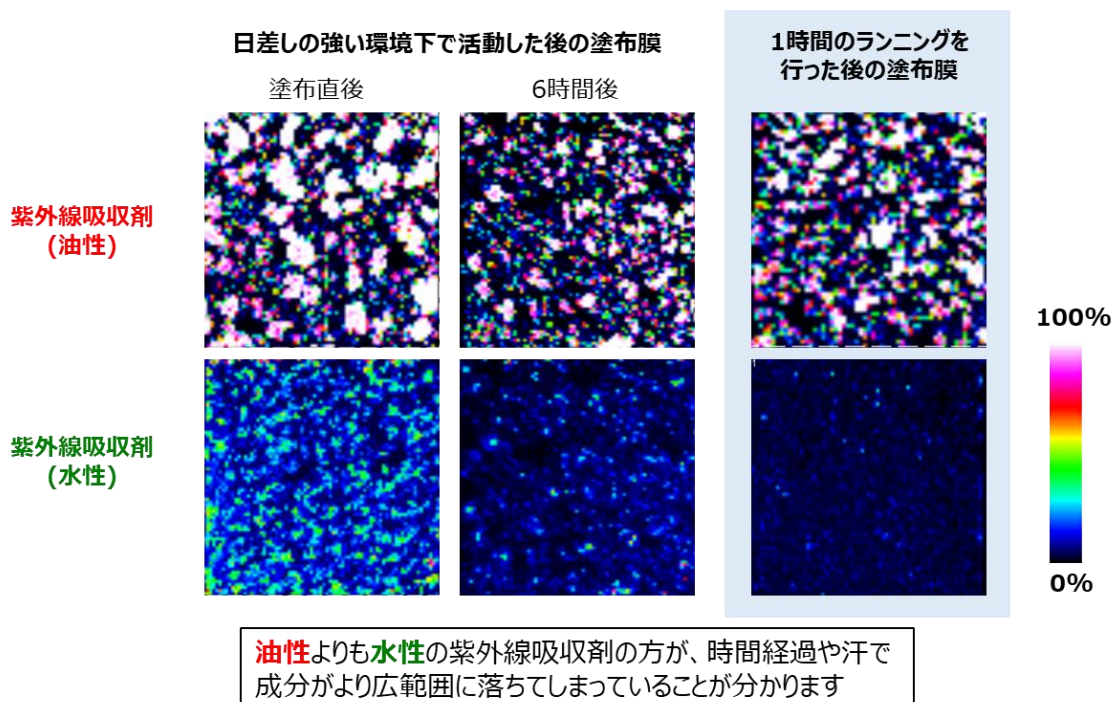 日差しの強い環境下で活動した後の塗布膜
1時間のランニングを
行った後の塗布膜
塗布直後
6時間後
紫外線吸収剤
(油性)
100%
紫外線吸収剤
(水性)
0%
油性よりも水性の紫外線吸収剤の方が、時間経過や汗で
成分がより広範囲に落ちてしまっていることが分かります